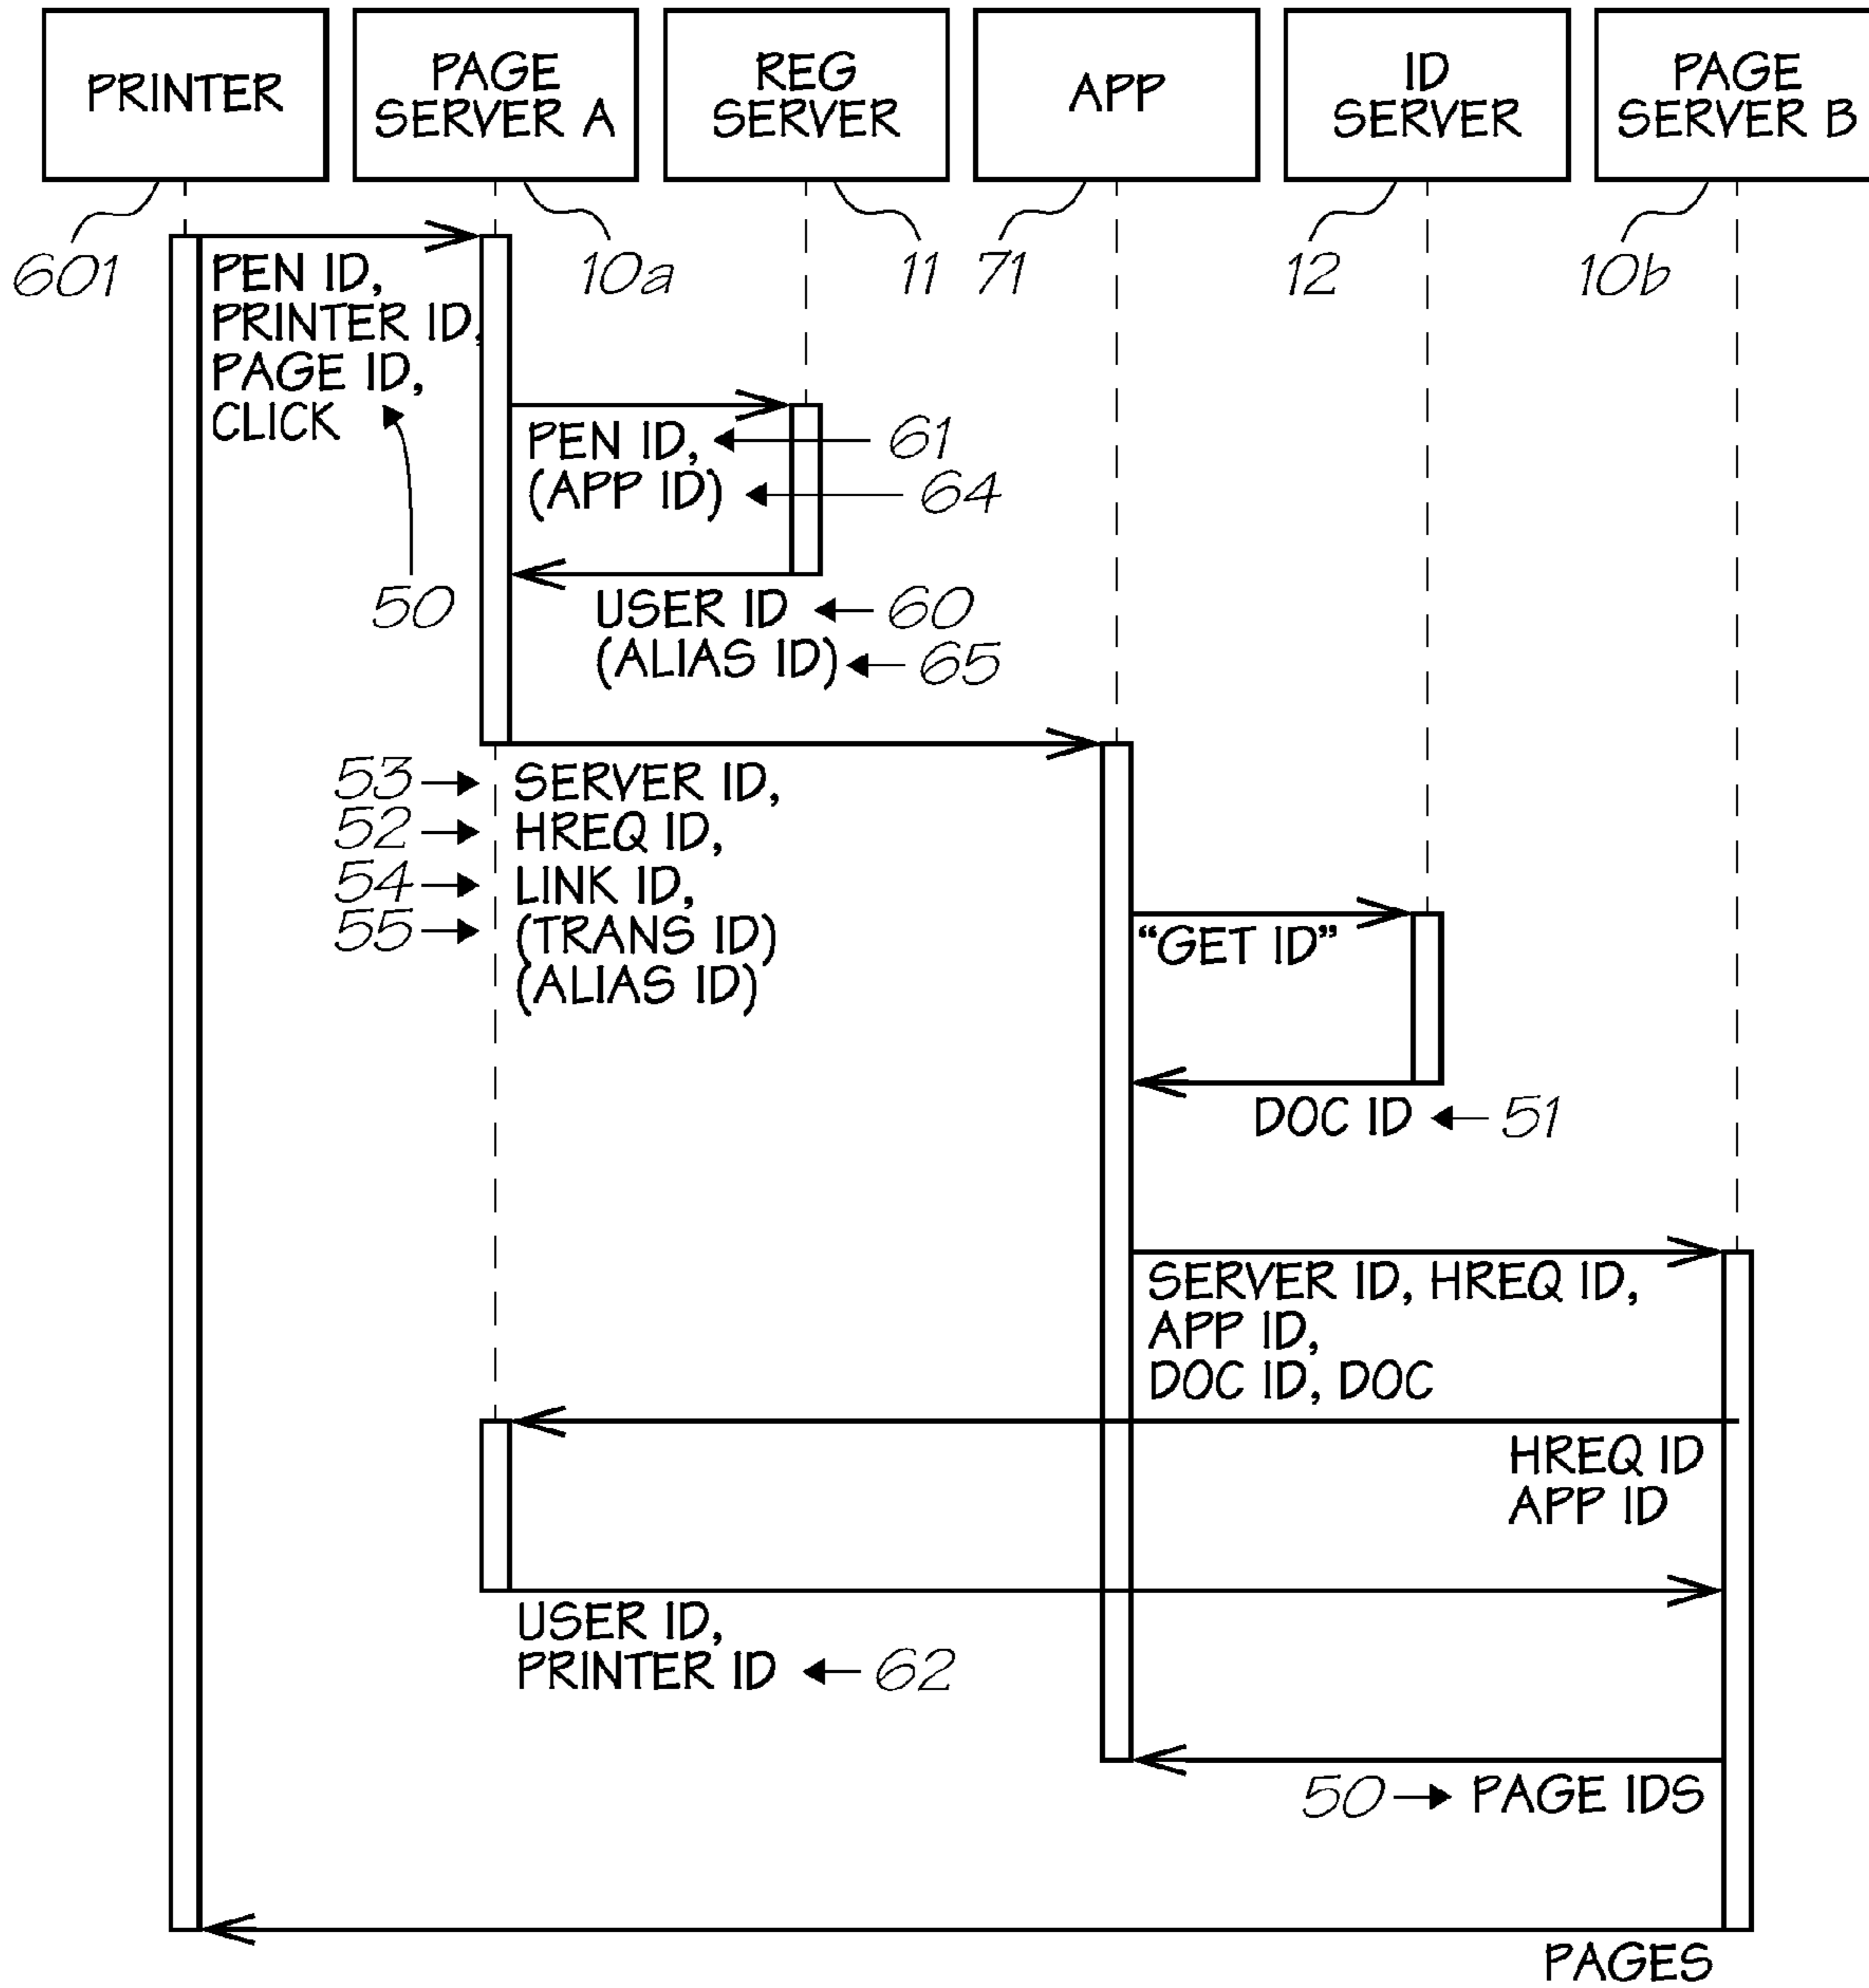 PRINTER
PAGE
SERVER A
REG
SERVER
APP
ID
SERVER
PAGE
SERVER B
601
10a
11
71
12
10b
PEN ID,
PRINTER ID,
PAGE ID,
CLICK
50
PEN ID,
(APP ID)
61
64
USER ID
(ALIAS ID)
60
65
53
52
54
55
SERVER ID,
HREQ ID,
LINK ID,
(TRANS ID)
(ALIAS ID)
“GET ID”
DOC ID
51
SERVER ID, HREQ ID,
APP ID,
DOC ID, DOC
HREQ ID
APP ID
USER ID,
PRINTER ID
62
50
PAGE IDS
PAGES